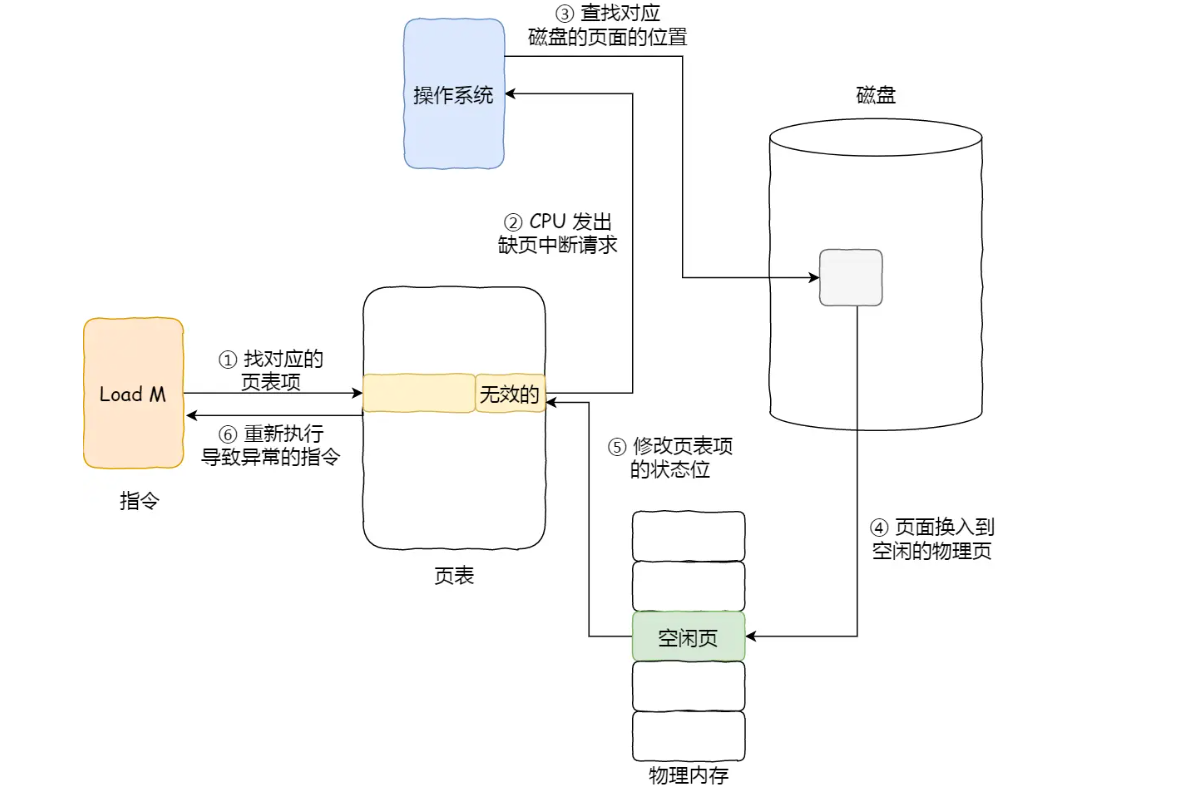 ③ 查找对应
磁盘的页面的位置
操作系统
磁盘
② CPU 发出
缺页中断请求
① 找对应的
页表项
Load M
无效的
⑥ 重新执行
导致异常的指令
指令
⑤ 修改页表项
的状态位
④ 页面换入到
空闲的物理页
页表
空闲页
物理内存